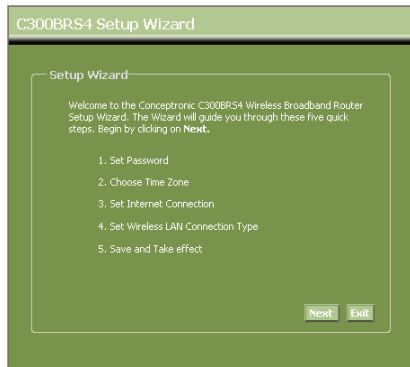 C300BRS4 Setup Wizard
Setup Wizard
Welcome to the Conceptronic C300BRS4 Wireless Broadband Router
Setup Wizard. The Wizard will guide you through these five quick
steps. Begin by clicking on Next.
1. Set Password
2. Choose Time Zone
3. Set Internet Connection
4. Set Wireless LAN Connection Type
5. Save and Take effect
Next Exit